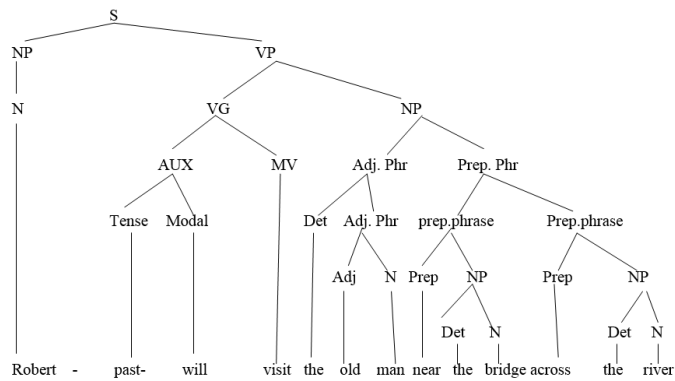 S
NP VP
N VG NP
AUX MV Adj. Phr Prep. Phr
Tense Modal Det Adj. Phr prep.phrase Prep.phrase
Adj N Prep NP Prep NP
Det N Det N
Robert - past- will visit the old man near the bridge across the river